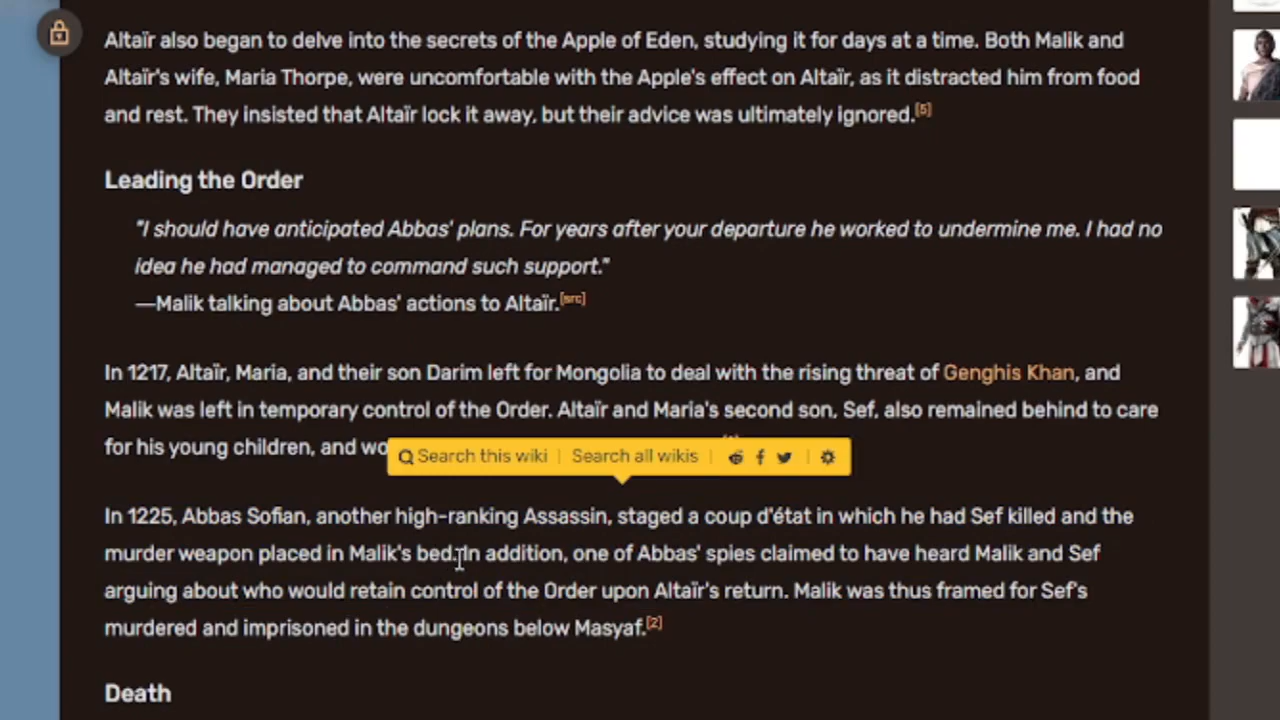 Altaïr also began to delve into the secrets of the Apple of Eden, studying it for days at a time. Both Malik and
Altaïr's wife, Maria Thorpe, were uncomfortable with the Apple's effect on Altaïr, as it distracted him from food
and rest. They insisted that Altaïr lock it away, but their advice was ultimately ignored.[5]
Leading the Order
"I should have anticipated Abbas' plans. For years after your departure he worked to undermine me. I had no
idea he had managed to command such support."
—Malik talking about Abbas' actions to Altaïr.[src]
In 1217, Altaïr, Maria, and their son Darim left for Mongolia to deal with the rising threat of Genghis Khan, and
Malik was left in temporary control of the Order. Altaïr and Maria's second son, Sef, also remained behind to care
for his young children, and wo
Search this wiki | Search all wikis
In 1225, Abbas Sofian, another high-ranking Assassin, staged a coup d'état in which he had Sef killed and the
murder weapon placed in Malik's bed. In addition, one of Abbas' spies claimed to have heard Malik and Sef
arguing about who would retain control of the Order upon Altaïr's return. Malik was thus framed for Sef's
murdered and imprisoned in the dungeons below Masyaf.[2]
Death